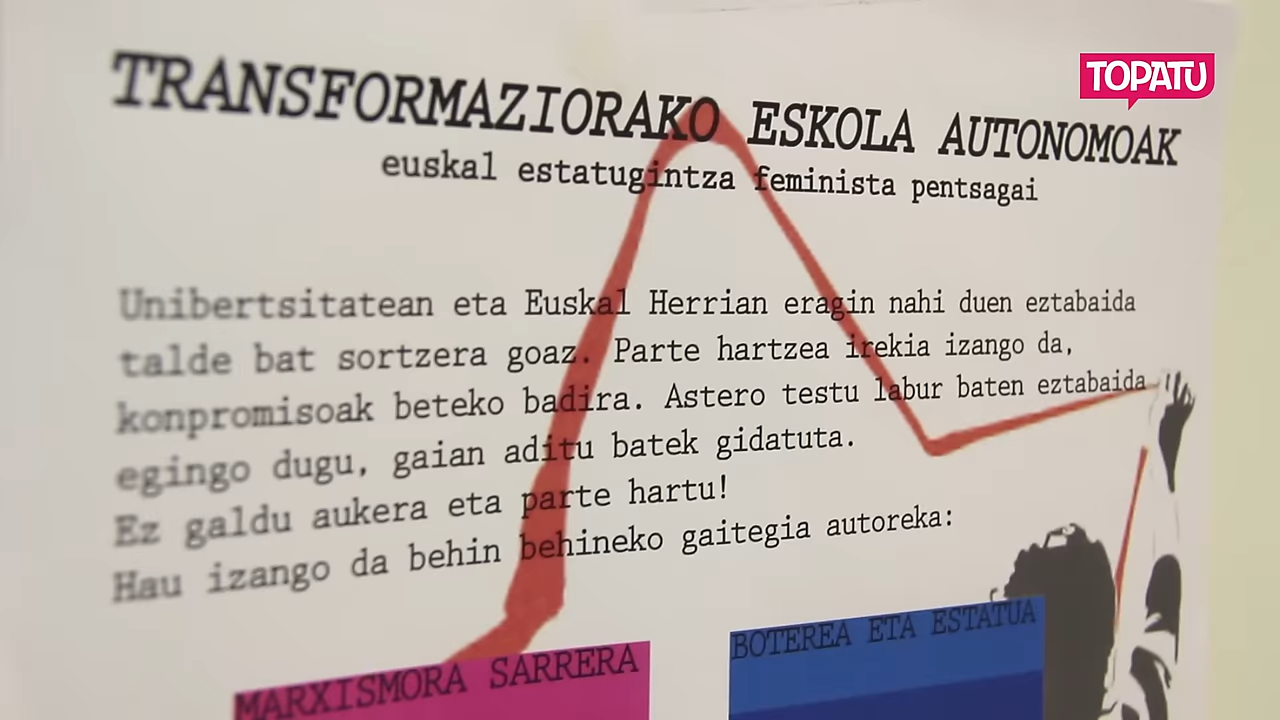 TOPATU
TRANSFORMAZIORAKO ESKOLA AUTONOMOAK
euskal estatugintza feminista pentsagai
Unibertsitatean eta Euskal Herrian eragin nahi duen eztabaida
talde bat sortzera goaz. Parte hartzea irekia izango da,
konpromisoak beteko badira. Astero testu labur baten eztabaida
egingo dugu, gaian aditu batek gidatuta.
Ez galdu aukera eta parte hartu!
Hau izango da behin behineko gaitegia autoreka:
MARXISMORA SARRERA
BOTEREA ETA ESTATUA